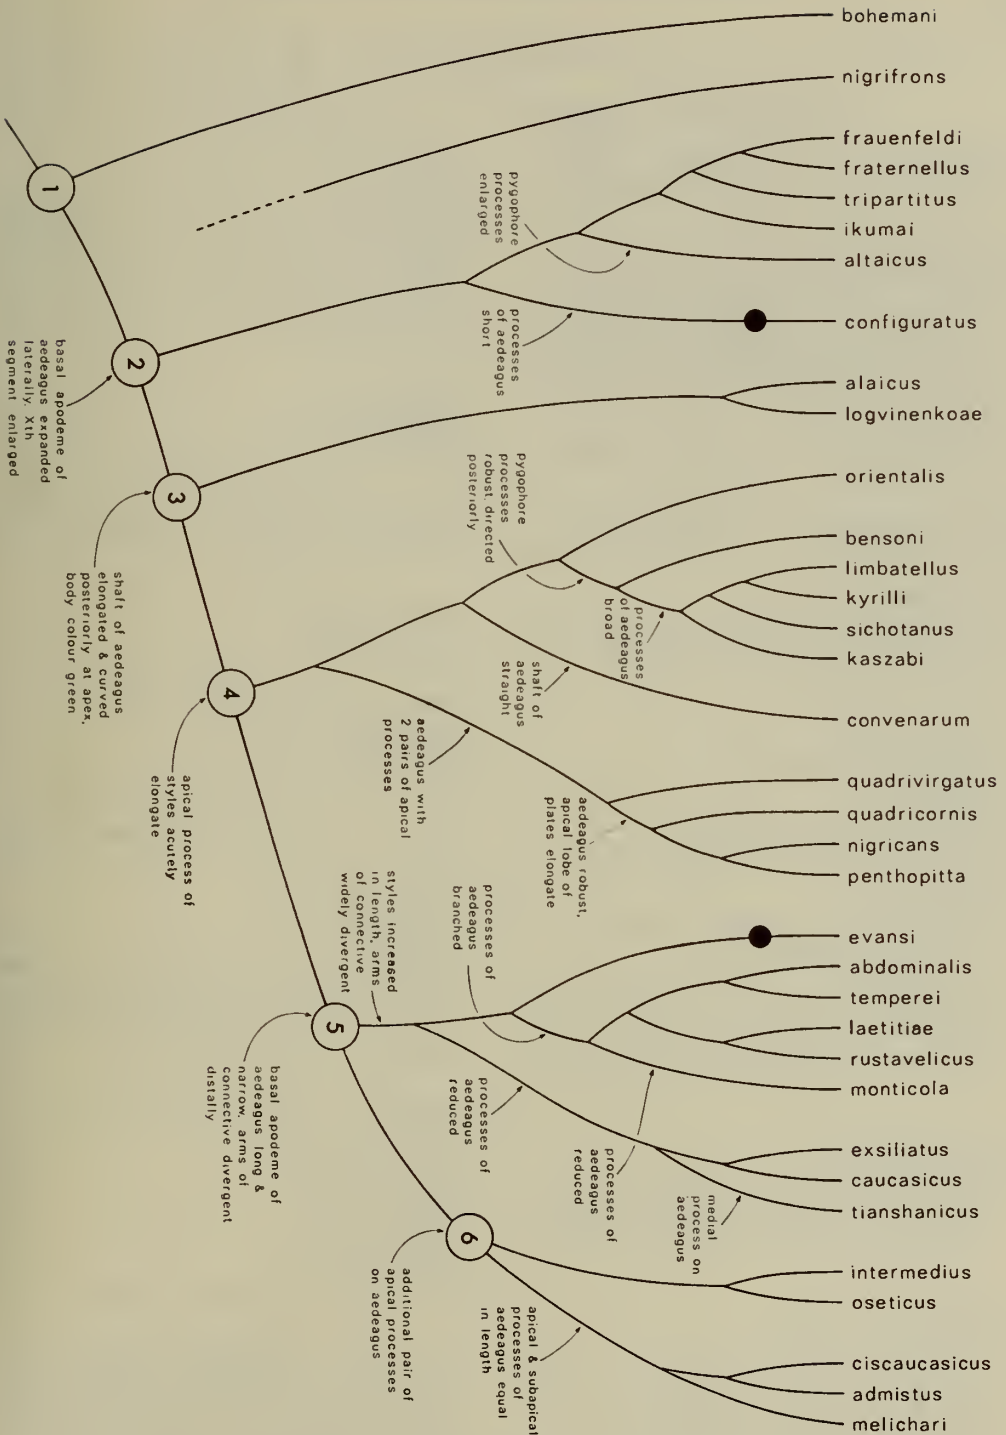 bohemani
nigrifrons
frauenfeldi
fraternellus
tripartitus
ikumai
altaicus
configuratus
alaicus
logvinenkoae
orientalis
bensoni
limbatellus
kyrilli
sichotanus
kaszabi
convenarum
quadrivirgatus
quadricornis
nigricans
penthopitta
evansi
abdominalis
temperei
laetitiae
rustavelicus
monticola
exsiliatus
caucasicus
tianshanicus
intermedius
oseticus
ciscaucasicus
admistus
melichari
1
2
3
4
5
6
pygophore
processes
enlarged
processes
of aedeagus
short
basal apodeme of
aedeagus expanded
laterally. Xth
segment enlarged
shaft of aedeagus
elongated & curved
posteriorly at apex,
body colour green
pygophore
processes
robust, directed
posteriorly
processes
of aedeagus
broad
shaft of
aedeagus
straight
apical process of
styles acutely
elongate
aedeagus with
2 pairs of apical
processes
aedeagus robust,
apical lobe of
plates elongate
styles increased
in length, arms
of connective
widely divergent
processes of
aedeagus
branched
basal apodeme of
aedeagus long &
narrow, arms of
connective divergent
distally
processes of
aedeagus
reduced
processes of
aedeagus
reduced
medial
process on
aedeagus
additional pair of
apical processes
on aedeagus
apical & subapical
processes of
aedeagus equal
in length